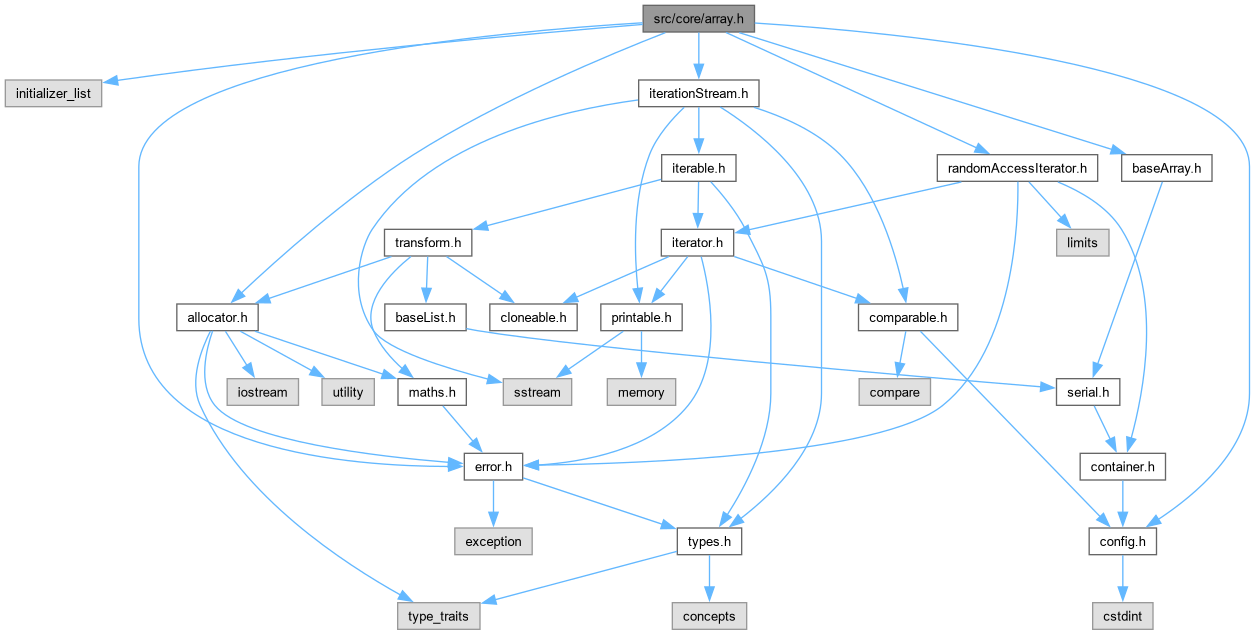 src/core/array.h
initializer_list
iterationStream.h
iterable.h
randomAccessIterator.h
baseArray.h
transform.h
iterator.h
limits
allocator.h
baseList.h
cloneable.h
printable.h
comparable.h
iostream
utility
maths.h
sstream
memory
compare
serial.h
error.h
container.h
exception
types.h
config.h
type_traits
concepts
cstdint